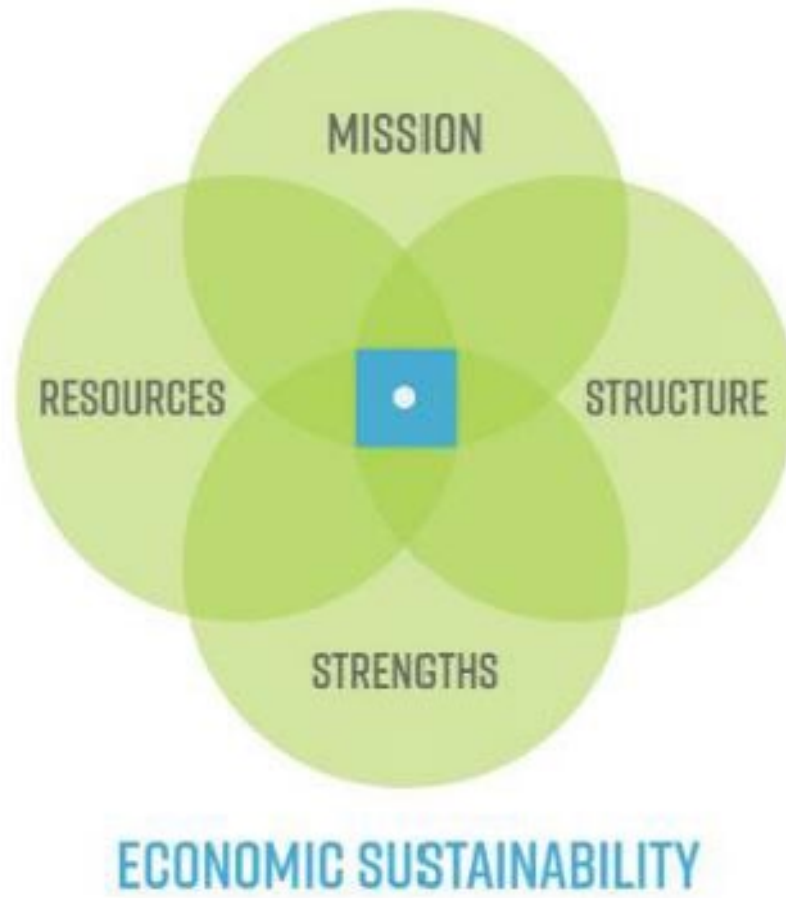 MISSION
RESOURCES
STRUCTURE
STRENGTHS
ECONOMIC SUSTAINABILITY